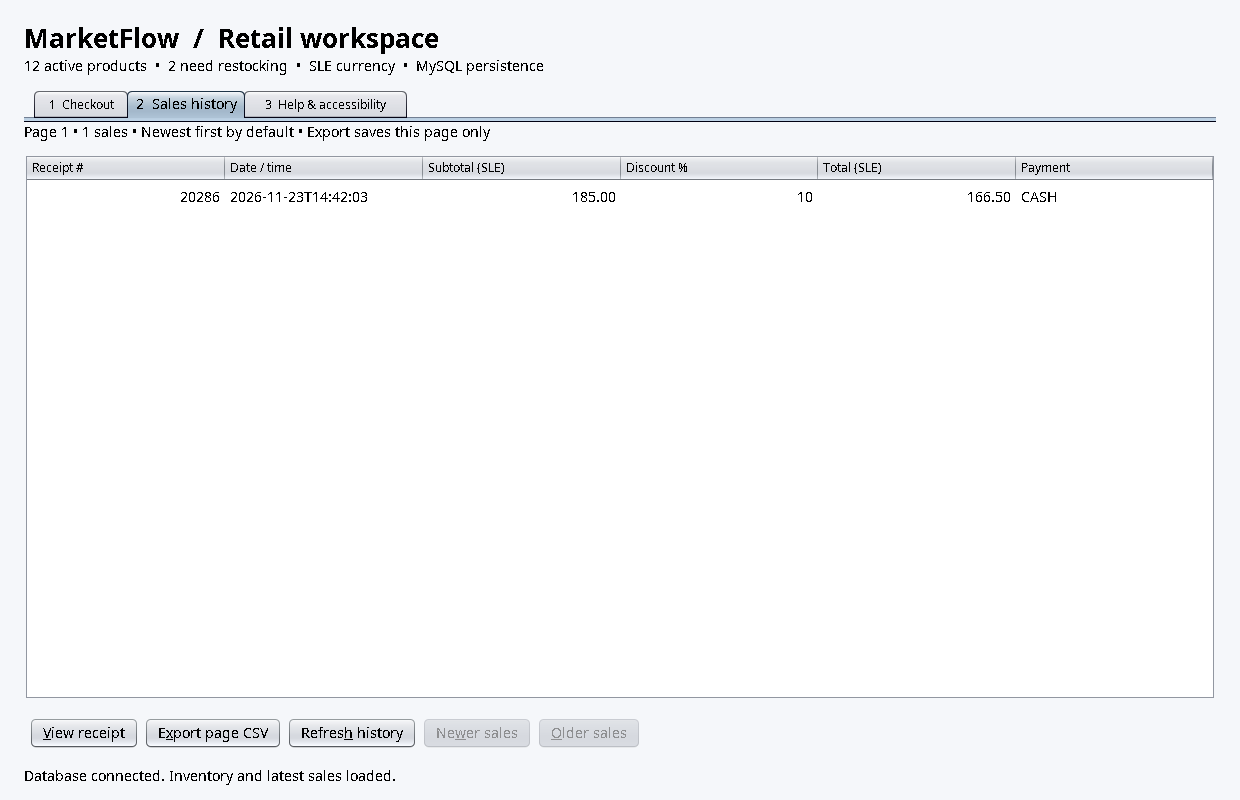 MarketFlow / Retail workspace
12 active products • 2 need restocking • SLE currency • MySQL persistence
1 Checkout 2 Sales history 3 Help & accessibility
Page 1 • 1 sales • Newest first by default • Export saves this page only
Receipt # Date / time Subtotal (SLE) Discount % Total (SLE) Payment
20286 2026-11-23T14:42:03 185.00 10 166.50 CASH
View receipt Export page CSV Refresh history Newer sales Older sales
Database connected. Inventory and latest sales loaded.